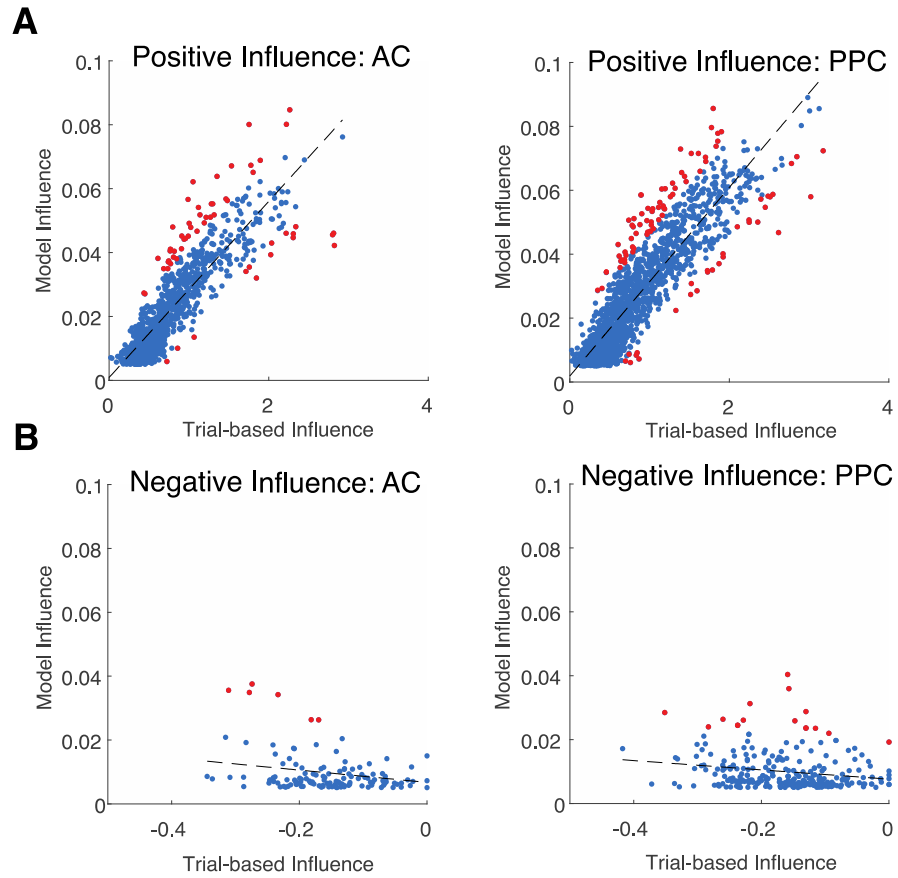 A
Positive Influence: AC
0.1
0.08
0.06
0.04
0.02
0
Model Influence
0
2
4
Trial-based Influence
Positive Influence: PPC
0.1
0.08
0.06
0.04
0.02
0
Model Influence
0
2
4
Trial-based Influence
B
Negative Influence: AC
0.1
0.08
0.06
0.04
0.02
0
Model Influence
-0.4
-0.2
0
Trial-based Influence
Negative Influence: PPC
0.1
0.08
0.06
0.04
0.02
0
Model Influence
-0.4
-0.2
0
Trial-based Influence